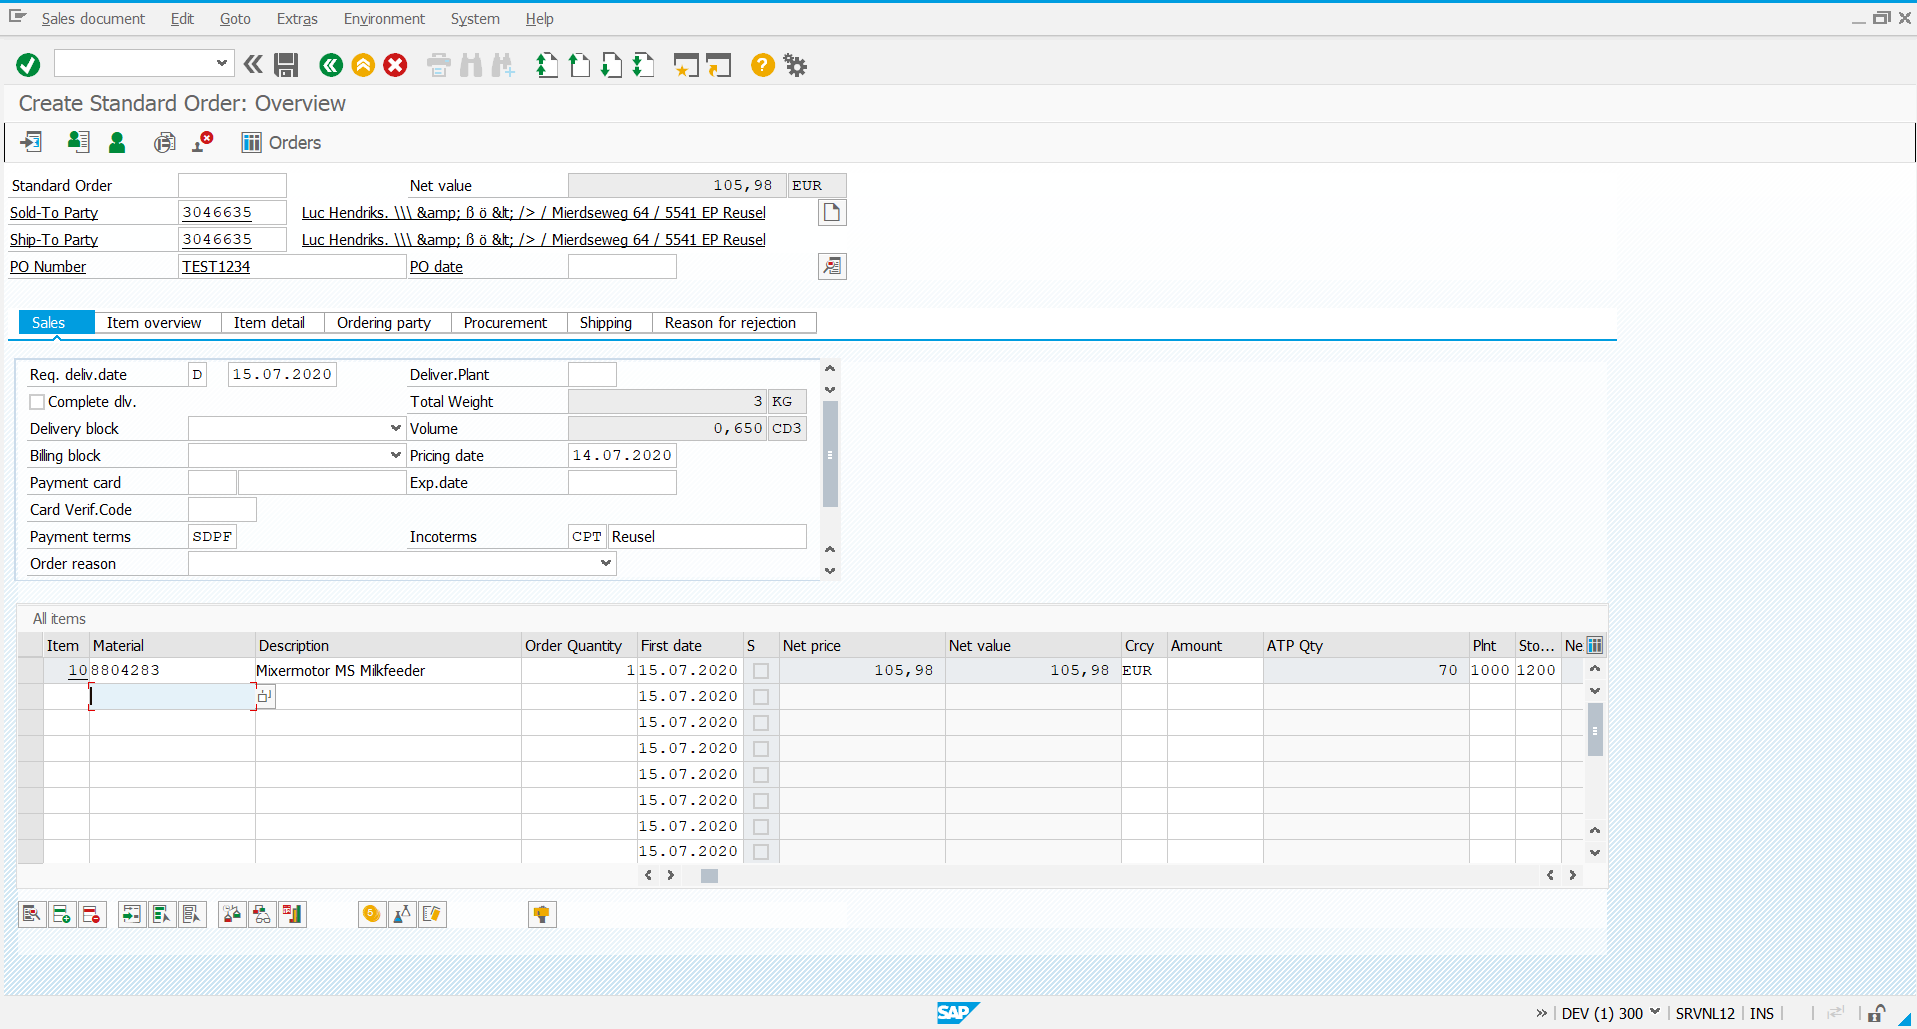 Sales document Edit Goto Extras Environment System Help
Create Standard Order: Overview
Orders
Standard Order Net value 105,98 EUR
Sold-To Party 3046635 Luc Hendriks. \\\ &amp; ß ö &lt; /> / Mierdseweg 64 / 5541 EP Reusel
Ship-To Party 3046635 Luc Hendriks. \\\ &amp; ß ö &lt; /> / Mierdseweg 64 / 5541 EP Reusel
PO Number TEST1234 PO date
Sales Item overview Item detail Ordering party Procurement Shipping Reason for rejection
Req. deliv.date D 15.07.2020 Deliver.Plant
Complete dlv. Total Weight 3 KG
Delivery block Volume 0,650 CD3
Billing block Pricing date 14.07.2020
Payment card Exp.date
Card Verif.Code
Payment terms SDPF Incoterms CPT Reusel
Order reason
All items
Item Material Description Order Quantity First date S Net price Net value Crcy Amount ATP Qty Plnt Sto... Ne
10 8804283 Mixermotor MS Milkfeeder 1 15.07.2020 105,98 105,98 EUR 70 1000 1200
15.07.2020
15.07.2020
15.07.2020
15.07.2020
15.07.2020
15.07.2020
15.07.2020
SAP » DEV (1) 300 SRVNL12 INS